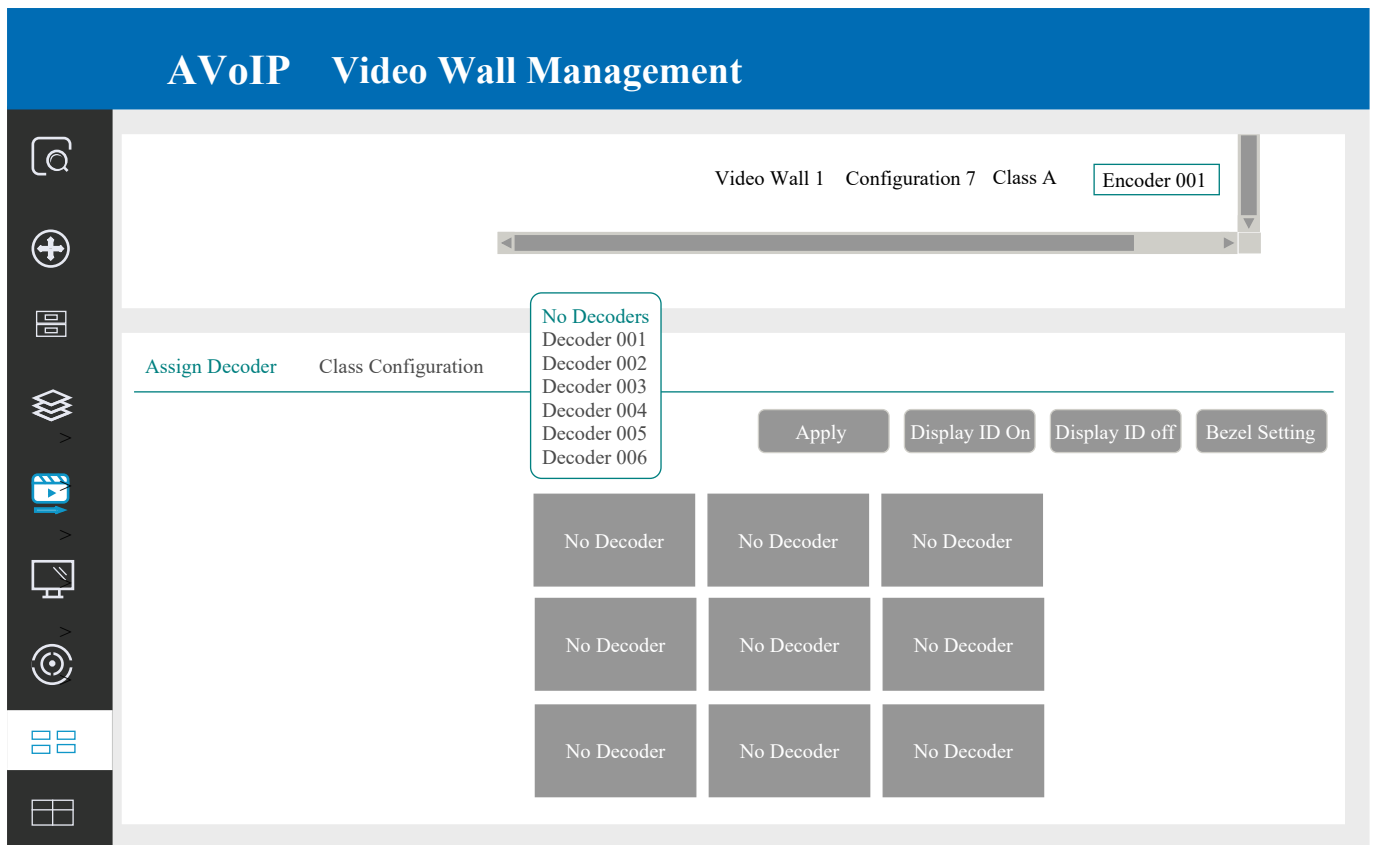 AVoIP Video Wall Management
Video Wall 1 Configuration 7 Class A Encoder 001
No Decoders
Decoder 001
Assign Decoder Class Configuration Decoder 002
Decoder 003
Decoder 004
Decoder 005
Decoder 006
Apply Display ID On Display ID off Bezel Setting
>
>
>
>
>
>
No Decoder No Decoder No Decoder
No Decoder No Decoder No Decoder
No Decoder No Decoder No Decoder